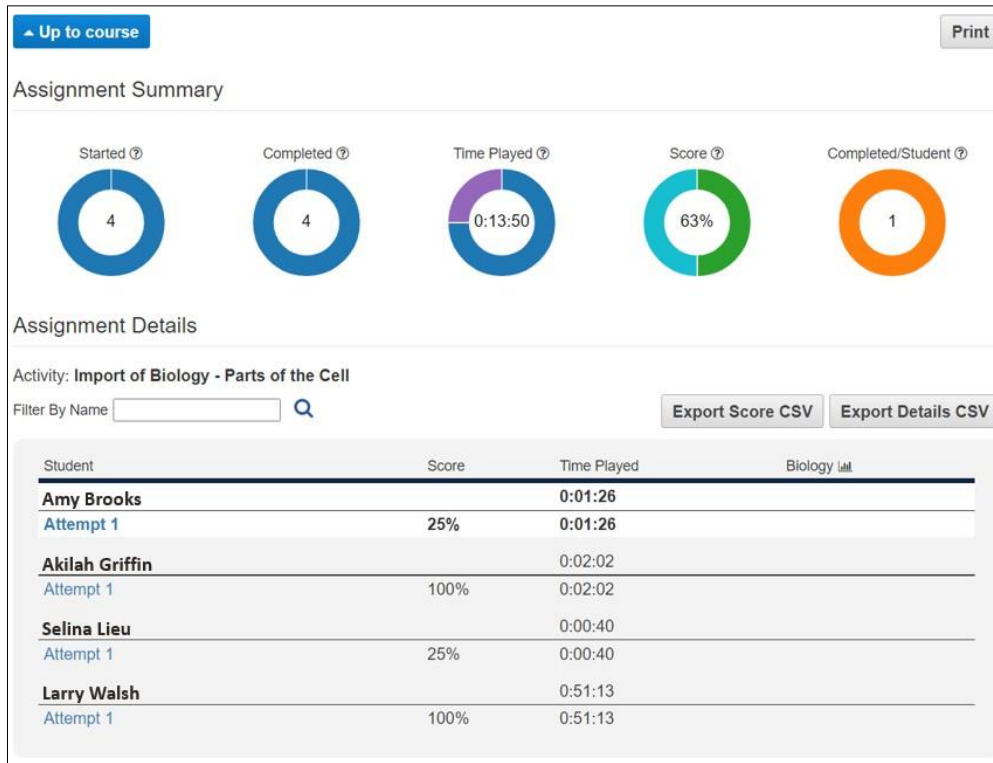 Up to course
Print
Assignment Summary
Started Completed Time Played Score Completed/Student
4 4 0:13:50 63% 1
Assignment Details
Activity: Import of Biology - Parts of the Cell
Filter By Name
Export Score CSV Export Details CSV
Student Score Time Played Biology
Amy Brooks 0:01:26
Attempt 1 25% 0:01:26
Akilah Griffin 0:02:02
Attempt 1 100% 0:02:02
Selina Lieu 0:00:40
Attempt 1 25% 0:00:40
Larry Walsh 0:51:13
Attempt 1 100% 0:51:13